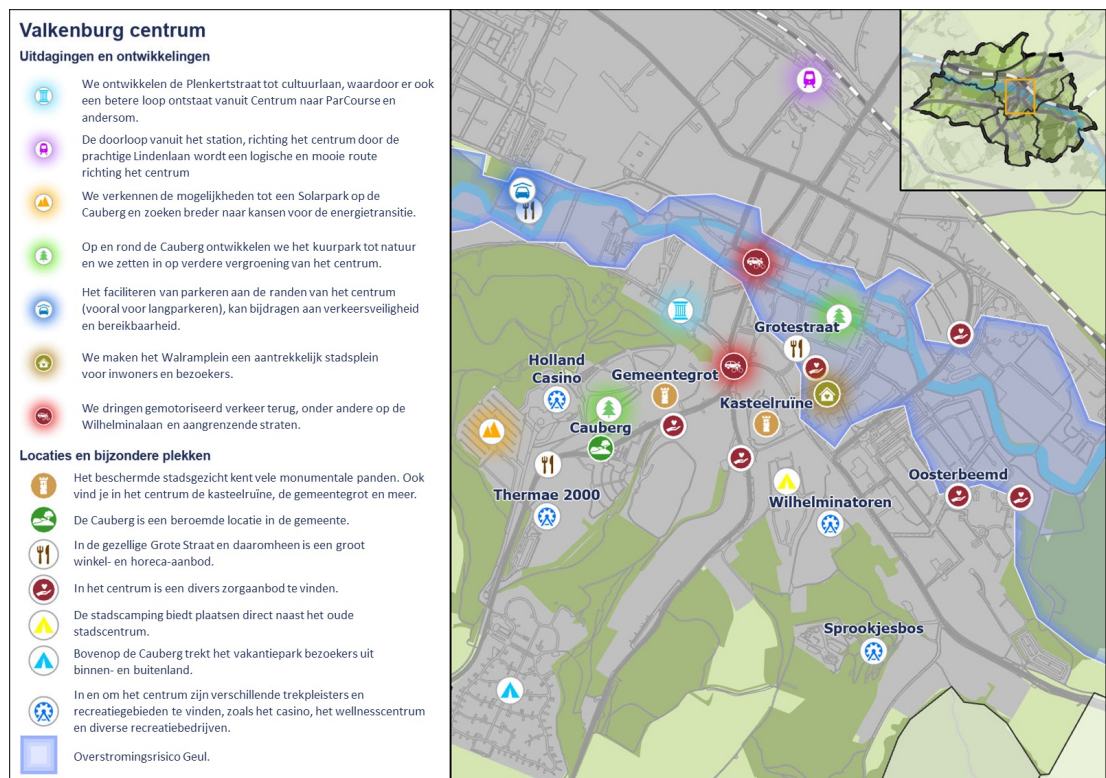 Valkenburg centrum
Uitdagingen en ontwikkelingen
We ontwikkelen de Plenkertstraat tot cultuurlaan, waardoor er ook
een betere loop ontstaat vanuit Centrum naar ParCourse en
andersom.
De doorloop vanuit het station, richting het centrum door de
prachtige Lindenlaan wordt een logische en mooie route
richting het centrum
We verkennen de mogelijkheden tot een Solarpark op de
Cauberg en zoeken breder naar kansen voor de energietransitie.
Op en rond de Cauberg ontwikkelen we het kuurpark tot natuur
en we zetten in op verdere vergroening van het centrum.
Het faciliteren van parkeren aan de randen van het centrum
(vooral voor langparkeren), kan bijdragen aan verkeersveiligheid
en bereikbaarheid.
We maken het Walramplein een aantrekkelijk stadsplein
voor inwoners en bezoekers.
We dringen gemotoriseerd verkeer terug, onder andere op de
Wilhelminalaan en aangrenzende straten.
Locaties en bijzondere plekken
Het beschermde stadsgezicht kent vele monumentale panden. Ook
vind je in het centrum de kasteelruïne, de gemeentegrot en meer.
De Cauberg is een beroemde locatie in de gemeente.
In de gezellige Grote Straat en daaromheen is een groot
winkel- en horeca-aanbod.
In het centrum is een divers zorgaanbod te vinden.
De stadscamping biedt plaatsen direct naast het oude
stadscentrum.
Bovenop de Cauberg trekt het vakantiepark bezoekers uit
binnen- en buitenland.
In en om het centrum zijn verschillende trekpleisters en
recreatiegebieden te vinden, zoals het casino, het wellnesscentrum
en diverse recreatiebedrijven.
Overstromingsrisico Geul.
Grotestraat
Holland
Casino
Gemeentegrot
Kasteelruïne
Cauberg
Thermae 2000
Wilhelminatoren
Oosterbeemd
Sprookjesbos